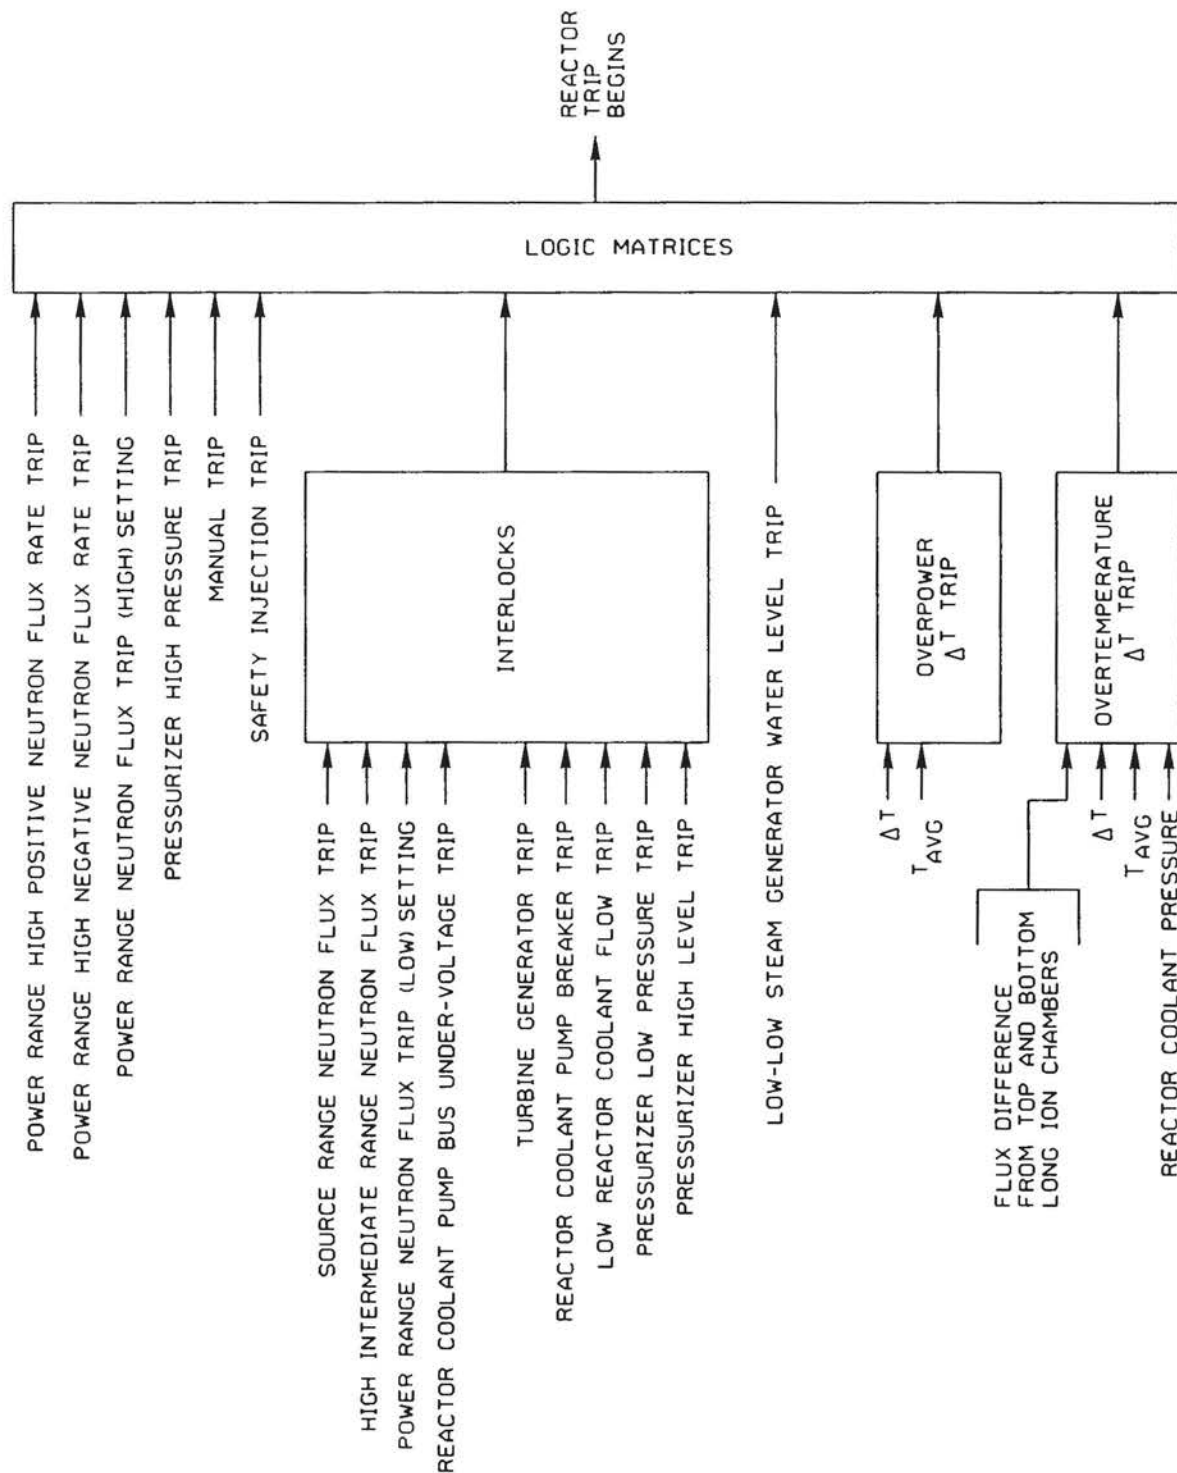 REACTOR
TRIP
BEGINS
LOGIC MATRICES
POWER RANGE HIGH POSITIVE NEUTRON FLUX RATE TRIP
POWER RANGE HIGH NEGATIVE NEUTRON FLUX RATE TRIP
POWER RANGE NEUTRON FLUX TRIP (HIGH) SETTING
PRESSURIZER HIGH PRESSURE TRIP
MANUAL TRIP
SAFETY INJECTION TRIP
INTERLOCKS
SOURCE RANGE NEUTRON FLUX TRIP
HIGH INTERMEDIATE RANGE NEUTRON FLUX TRIP
POWER RANGE NEUTRON FLUX TRIP (LOW) SETTING
REACTOR COOLANT PUMP BUS UNDER-VOLTAGE TRIP
TURBINE GENERATOR TRIP
REACTOR COOLANT PUMP BREAKER TRIP
LOW REACTOR COOLANT FLOW TRIP
PRESSURIZER LOW PRESSURE TRIP
PRESSURIZER HIGH LEVEL TRIP
LOW-LOW STEAM GENERATOR WATER LEVEL TRIP
OVERPOWER
ΔT TRIP
ΔT
TAVG
OVERTEMPERATURE
ΔT TRIP
FLUX DIFFERENCE
FROM TOP AND BOTTOM
LONG ION CHAMBERS
ΔT
TAVG
REACTOR COOLANT PRESSURE